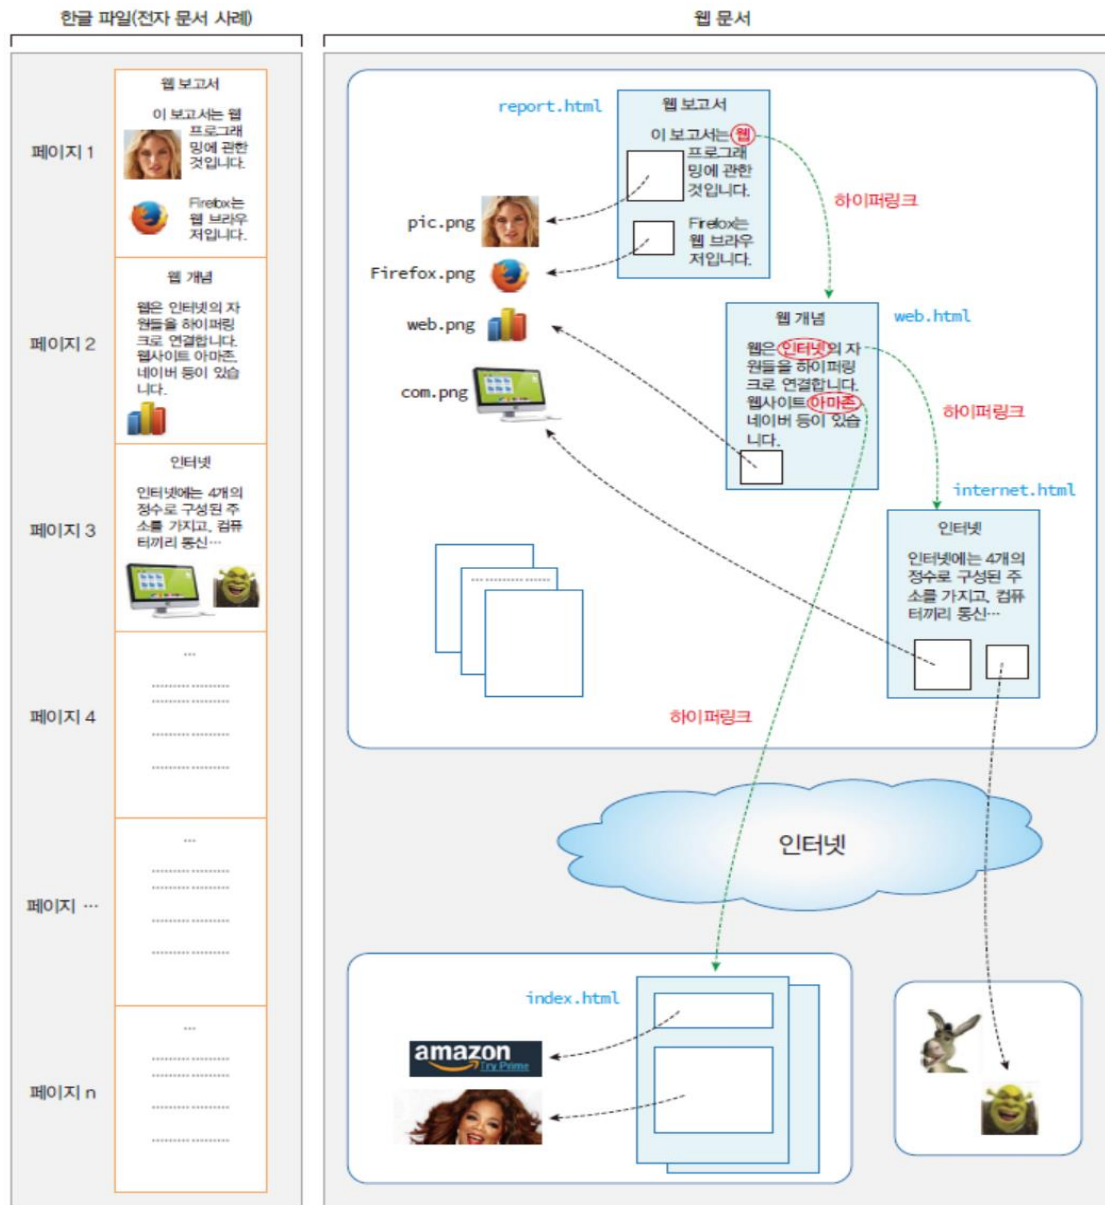 한글 파일(전자 문서 사례)
페이지 1
웹 보고서
이 보고서는 웹
프로그래
밍에 관한
것입니다.
Firefox는
웹 브라우
저입니다.
페이지 2
웹 개념
웹은 인터넷의 자
원들을 하이퍼링
크로 연결합니다.
웹사이트 아마존,
네이버 등이 있습
니다.
페이지 3
인터넷
인터넷에는 4개의
정수로 구성된 주
소를 가지고, 컴퓨
터끼리 통신…
페이지 4
...
.................
.................
.................
.................
페이지 …
...
.................
.................
.................
.................
페이지 n
...
.................
.................
.................
.................
웹 문서
report.html
웹 보고서
이 보고서는 웹
프로그래
밍에 관한
것입니다.
Firefox는
웹 브라우
저입니다.
하이퍼링크
pic.png
Firefox.png
web.png
com.png
web.html
웹 개념
웹은 인터넷의 자
원들을 하이퍼링
크로 연결합니다.
웹사이트 아마존,
네이버 등이 있습
니다.
하이퍼링크
internet.html
인터넷
인터넷에는 4개의
정수로 구성된 주
소를 가지고, 컴퓨
터끼리 통신…
.................
하이퍼링크
인터넷
index.html
amazon
Try Prime